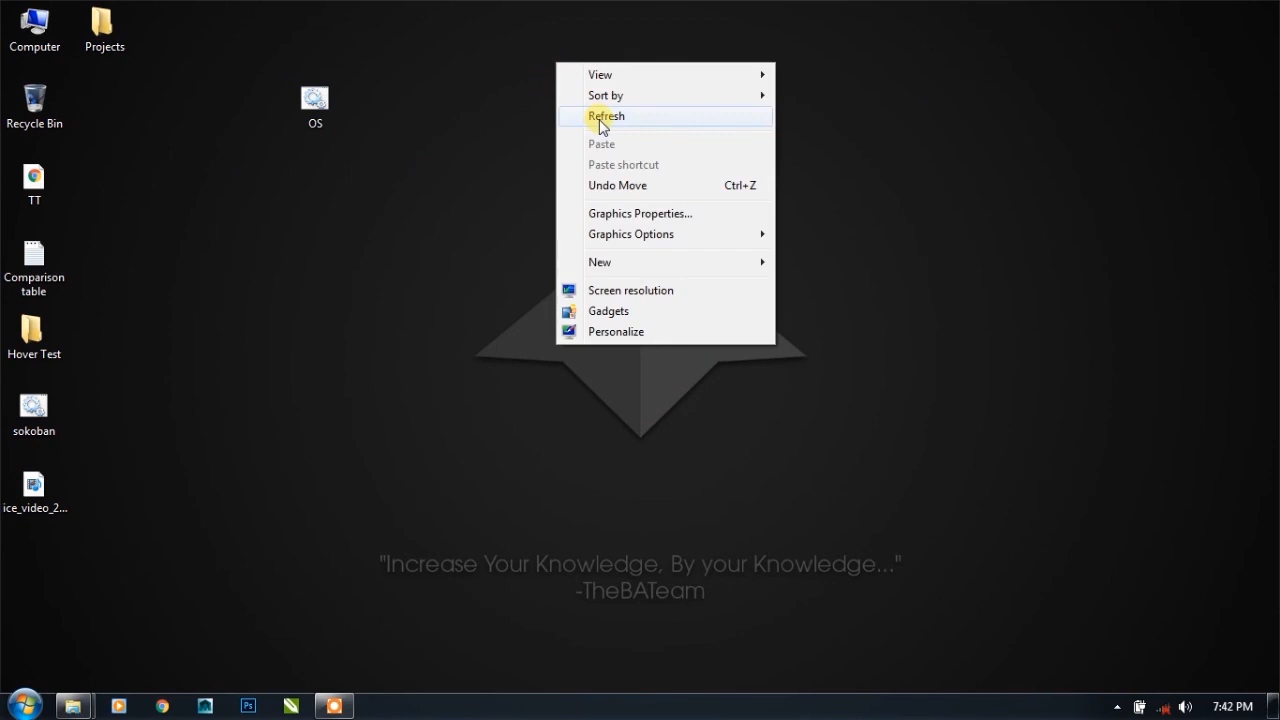 Computer
Projects
OS
Recycle Bin
TT
Comparison
table
Hover Test
sokoban
ice_video_2...
View
Sort by
Refresh
Paste
Paste shortcut
Undo Move Ctrl+Z
Graphics Properties...
Graphics Options
New
Screen resolution
Gadgets
Personalize
"Increase Your Knowledge, By your Knowledge..."
-TheBATeam
Ps
7:42 PM